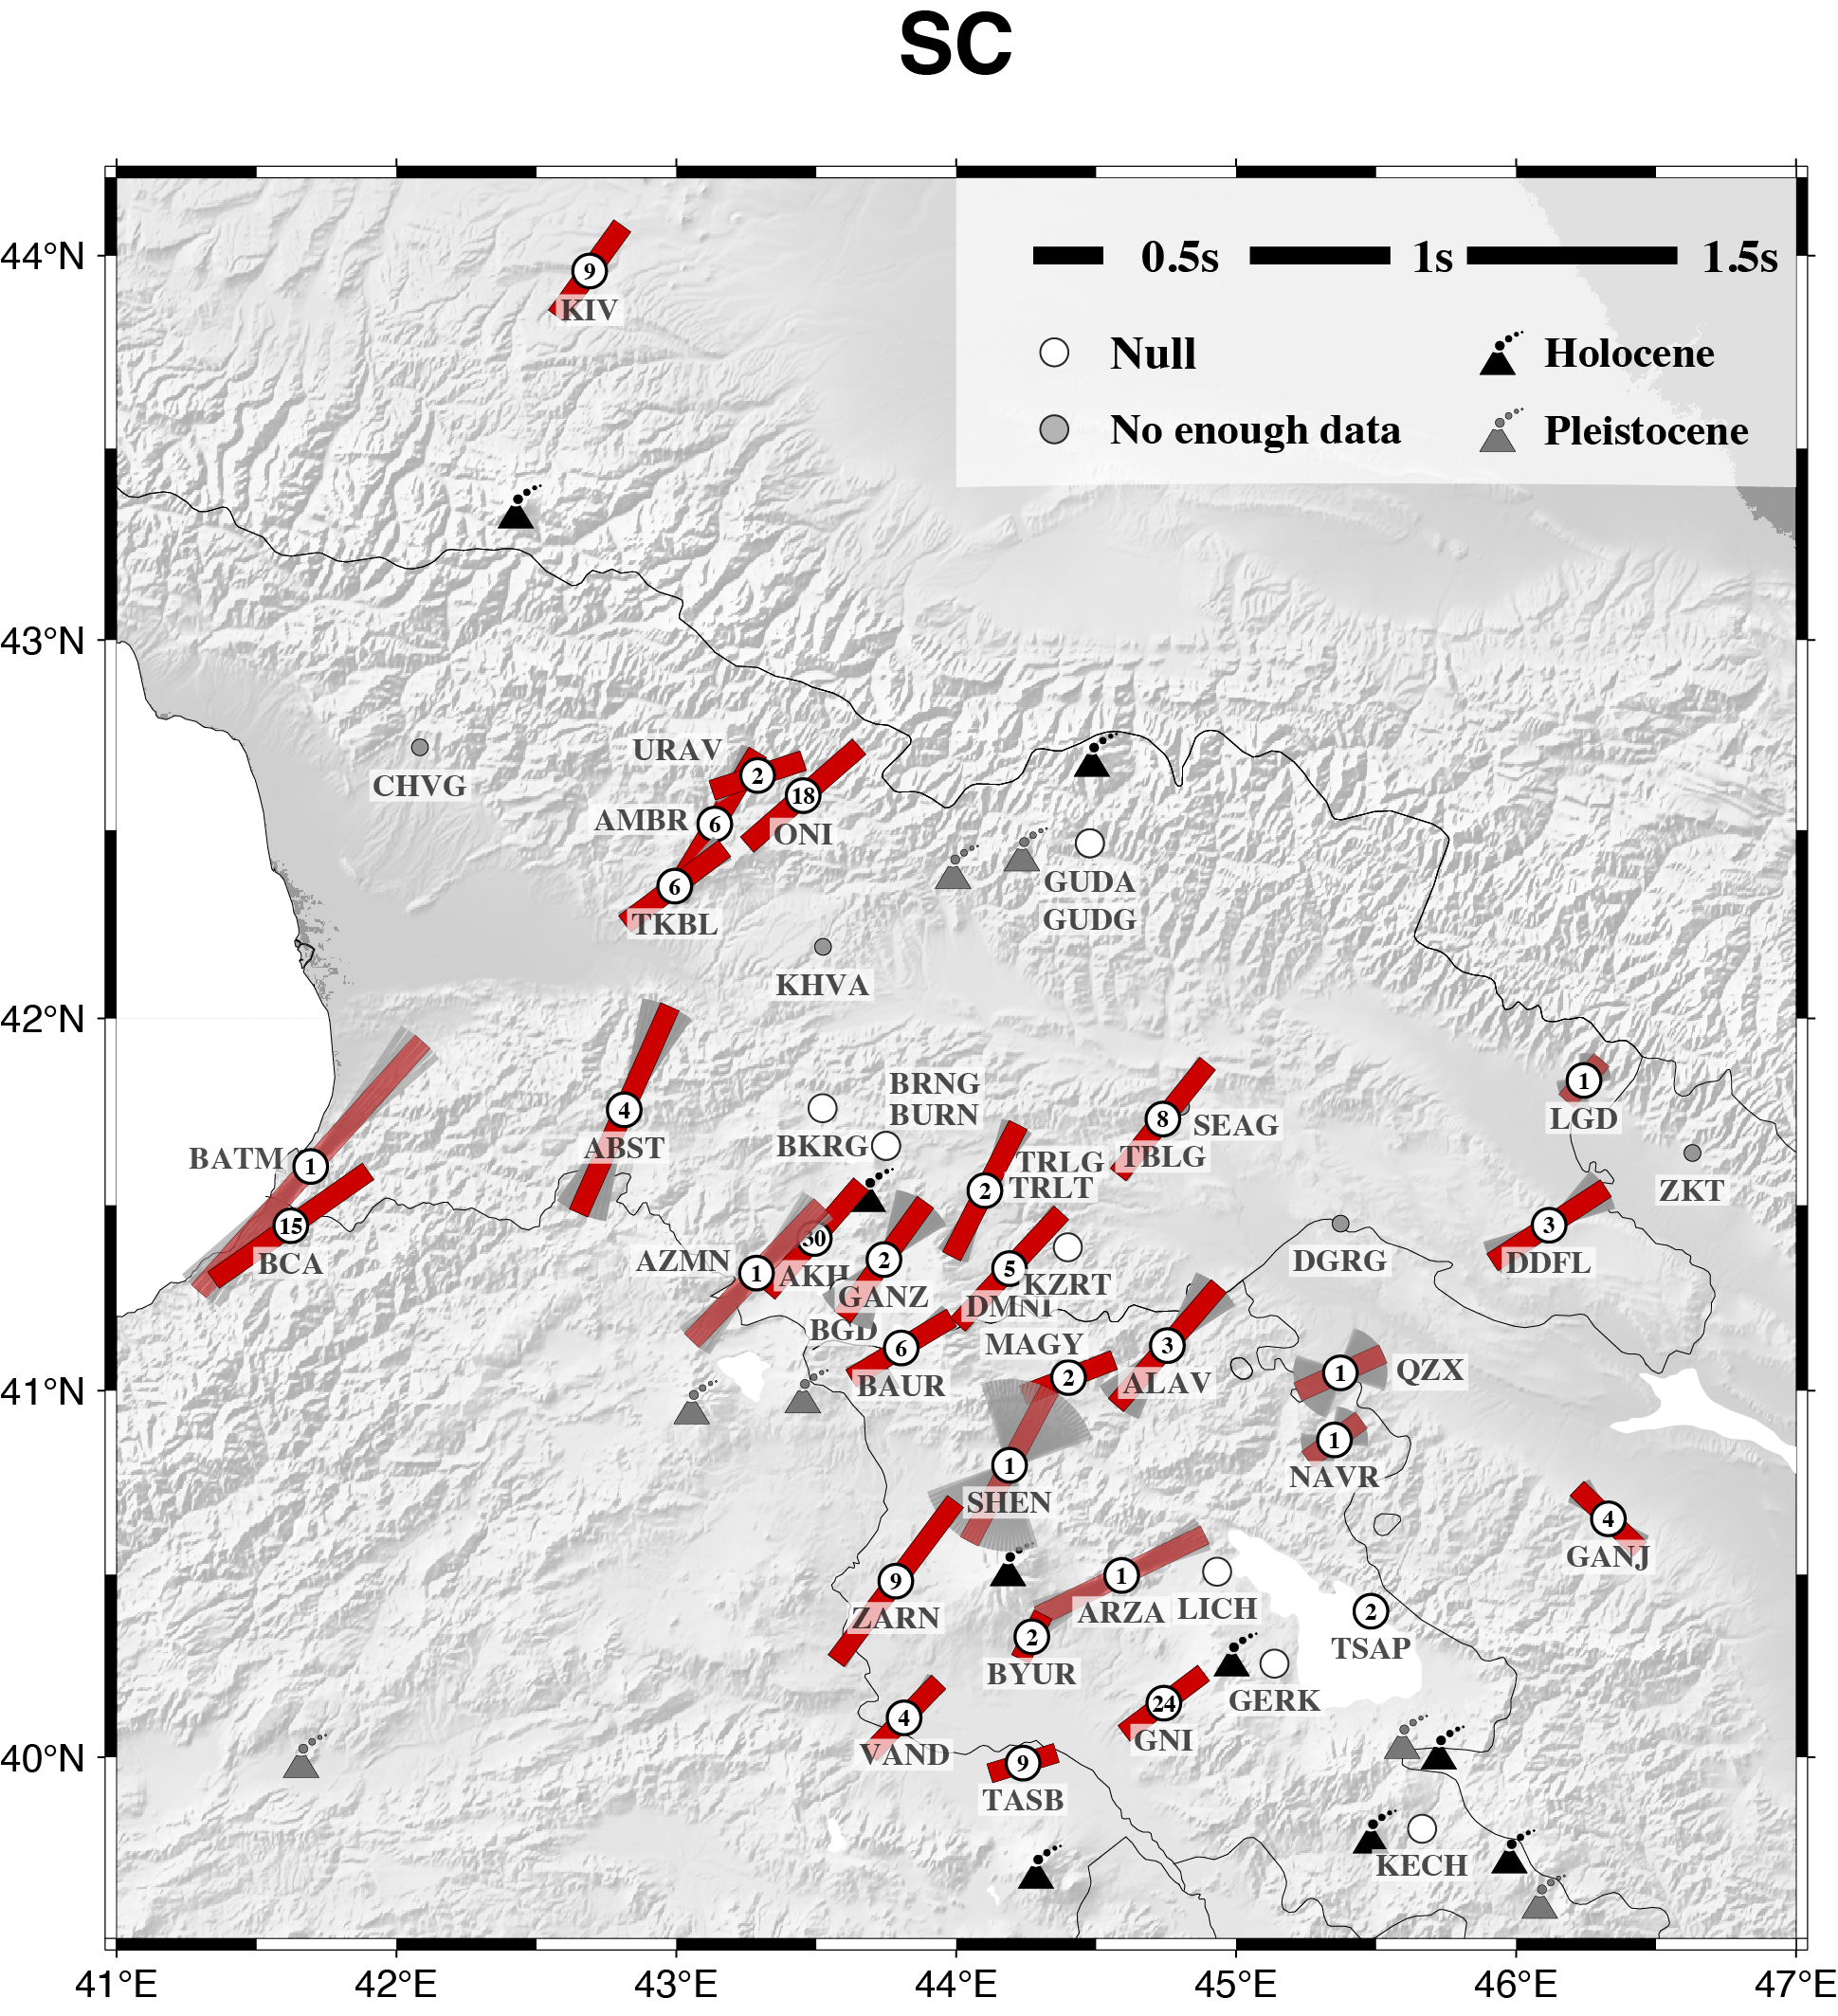 SC
44°N
43°N
42°N
41°N
40°N
41°E
42°E
43°E
44°E
45°E
46°E
47°E
0.5s
1s
1.5s
Null
Holocene
No enough data
Pleistocene
9
KIV
URAV
2
CHVG
18
AMBR
6
ONI
6
TKBL
GUDA
GUDG
KHVA
4
ABST
BRNG
BURN
BKRG
8
SEAG
TBLG
1
LGD
ZKT
BATM
1
15
BCA
TRLG
2
TRLT
30
AZMN
1
AKH
2
GANZ
5
KZRT
DMNI
DGRG
3
DDFL
BGD
6
BAUR
MAGY
2
3
ALAV
1
QZX
1
NAVR
1
SHEN
4
GANJ
9
ZARN
1
ARZA
LICH
2
BYUR
2
TSAP
GERK
24
GNI
4
VAND
9
TASB
KECH